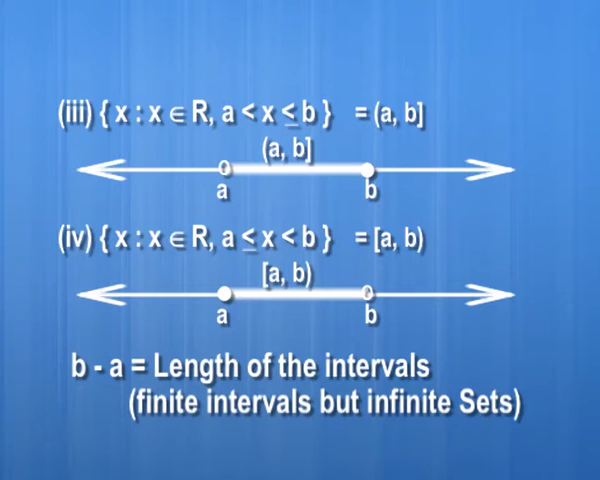 (iii) { x : x ∈ R, a < x ≤ b } = (a, b]
(a, b]
a b
(iv) { x : x ∈ R, a ≤ x < b } = [a, b)
[a, b)
a b
b - a = Length of the intervals
(finite intervals but infinite Sets)